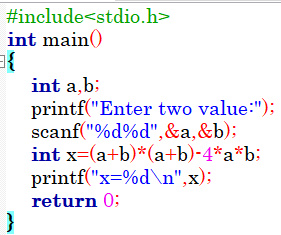 #include<stdio.h>
int main()
{
int a,b;
printf("Enter two value:");
scanf("%d%d",&a,&b);
int x=(a+b)*(a+b)-4*a*b;
printf("x=%d\n",x);
return 0;
}